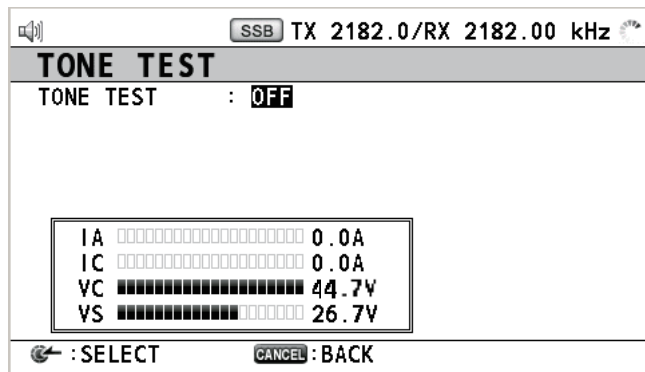 SSB TX 2182.0/RX 2182.00 kHz
TONE TEST
TONE TEST : OFF
IA 0.0A
IC 0.0A
VC 44.7V
VS 26.7V
:SELECT CANCEL:BACK